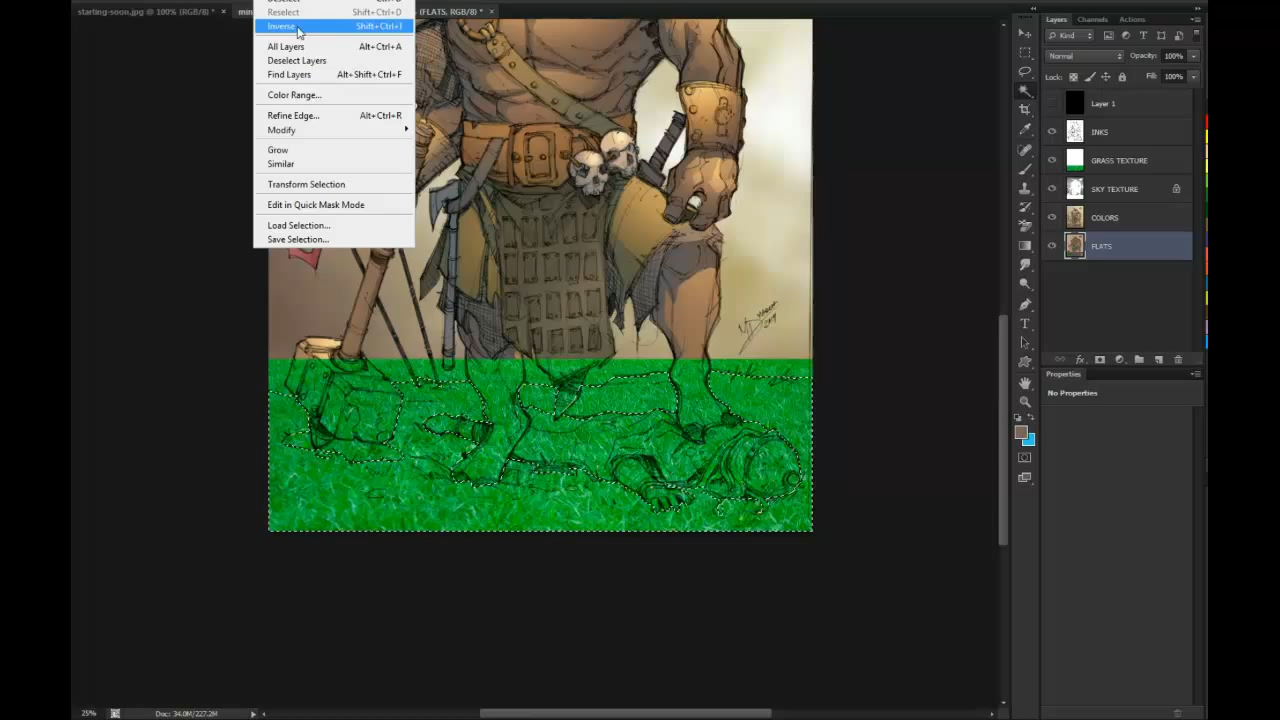 starting-soon.jpg @ 100% (RGB/8) * ×
(FLATS, RGB/8) * ×
Deselect Ctrl+D
Reselect Shift+Ctrl+D
Inverse Shift+Ctrl+I
All Layers Alt+Ctrl+A
Deselect Layers
Find Layers Alt+Shift+Ctrl+F
Color Range...
Refine Edge... Alt+Ctrl+R
Modify
Grow
Similar
Transform Selection
Edit in Quick Mask Mode
Load Selection...
Save Selection...
Layers Channels Actions
Kind
Normal Opacity: 100%
Lock: Fill: 100%
Layer 1
INKS
GRASS TEXTURE
SKY TEXTURE
COLORS
FLATS
fx
Properties
No Properties
25% Doc: 34.0M/227.2M